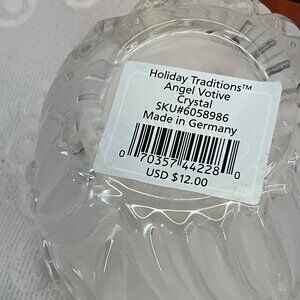 Holiday Traditions™
Angel Votive
Crystal
SKU#6058986
Made in Germany
0 70357 44228 0
USD $12.00